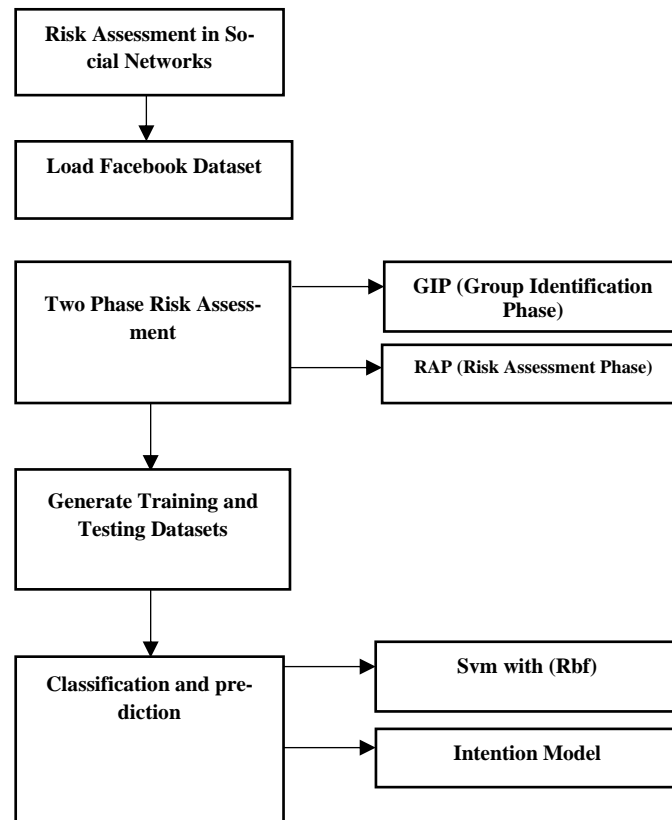 Risk Assessment in So-
cial Networks
Load Facebook Dataset
Two Phase Risk Assess-
ment
GIP (Group Identification
Phase)
RAP (Risk Assessment Phase)
Generate Training and
Testing Datasets
Classification and pre-
diction
Svm with (Rbf)
Intention Model